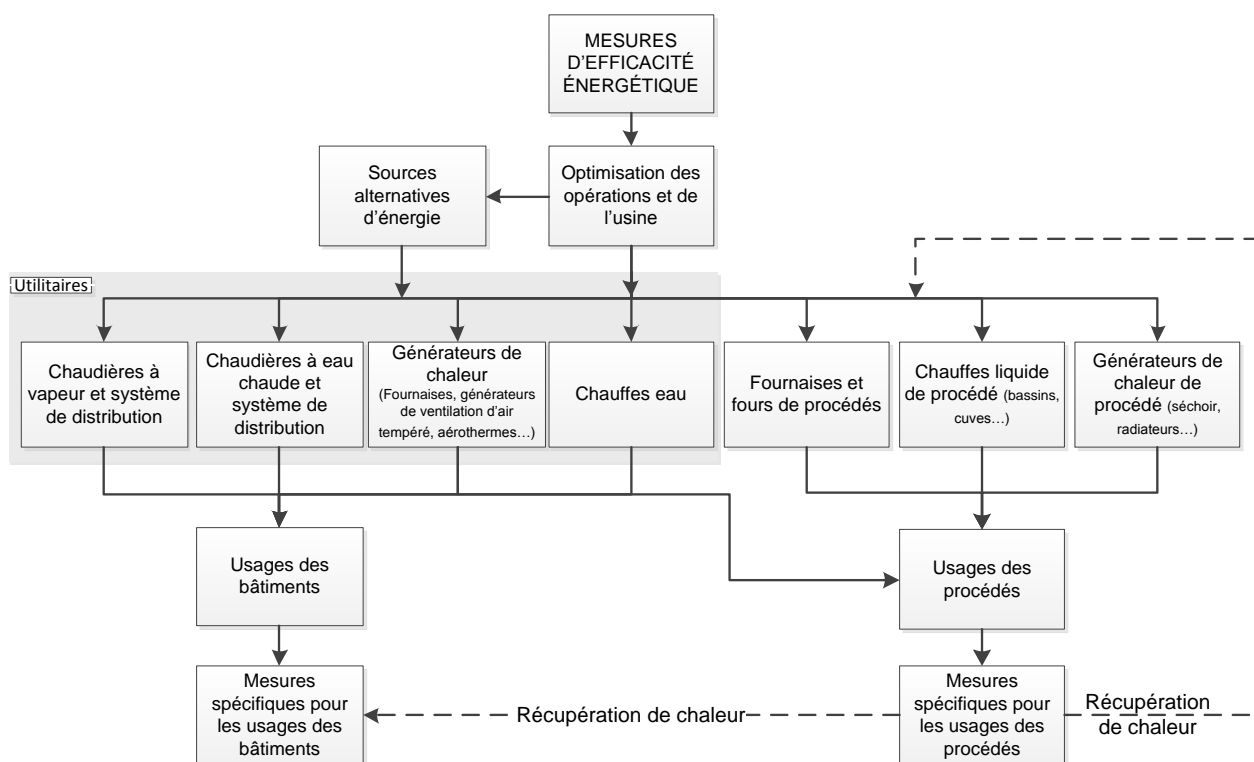 MESURES
D'EFFICACITÉ
ÉNERGÉTIQUE
Sources
alternatives
d'énergie
Optimisation des
opérations et de
l'usine
Utilitaires
Chaudières à
vapeur et système
de distribution
Chaudières à eau
chaude et
système de
distribution
Générateurs de
chaleur
(Fournaises, générateurs
de ventilation d'air
tempéré, aérothermes…)
Chauffes eau
Fournaises et
fours de procédés
Chauffes liquide
de procédé (bassins,
cuves…)
Générateurs de
chaleur de
procédé (séchoir,
radiateurs…)
Usages des
bâtiments
Usages des
procédés
Mesures
spécifiques pour
les usages des
bâtiments
Récupération de chaleur
Mesures
spécifiques pour
les usages des
procédés
Récupération
de chaleur